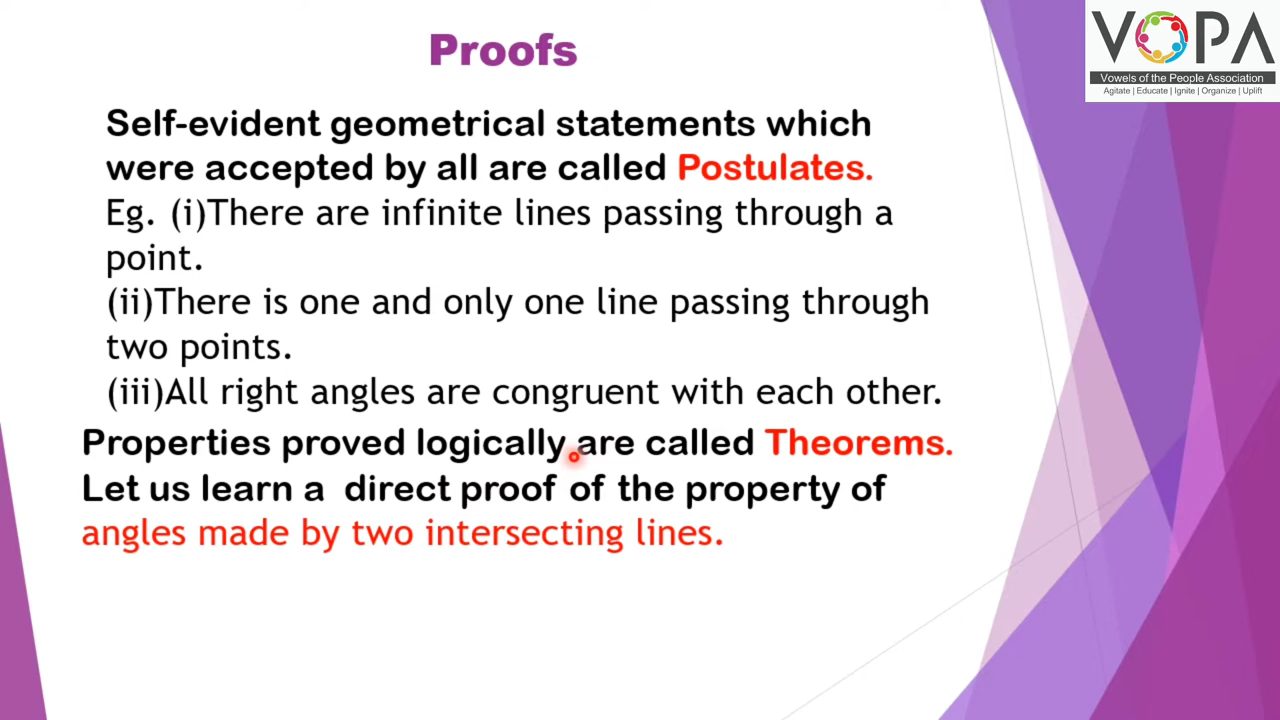 Proofs
VOPA
Vowels of the People Association
Agitate | Educate | Ignite | Organize | Uplift
Self-evident geometrical statements which
were accepted by all are called Postulates.
Eg. (i)There are infinite lines passing through a
point.
(ii)There is one and only one line passing through
two points.
(iii)All right angles are congruent with each other.
Properties proved logically are called Theorems.
Let us learn a direct proof of the property of
angles made by two intersecting lines.